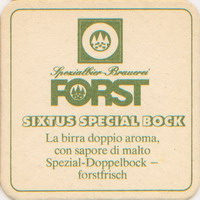 Spezialbier-Brauerei
FORST
SIXTUS SPECIAL BOCK
La birra doppio aroma,
con sapore di malto
Spezial-Doppelbock –
forstfrisch